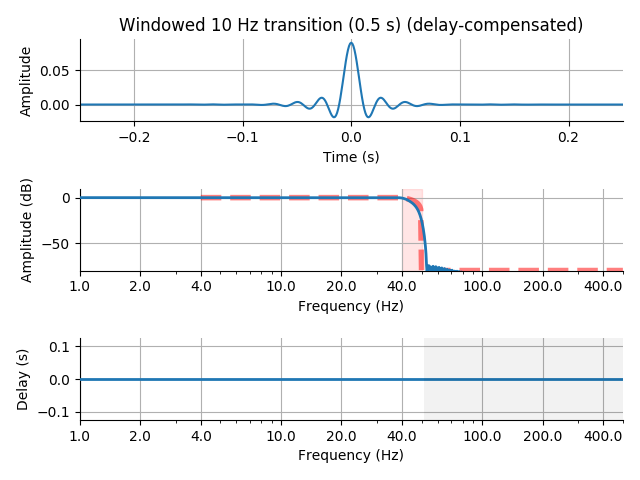 Windowed 10 Hz transition (0.5 s) (delay-compensated)
Amplitude
0.05
0.00
−0.2 −0.1 0.0 0.1 0.2
Time (s)
Amplitude (dB)
0
−50
1.0 2.0 4.0 10.0 20.0 40.0 100.0 200.0 400.0
Frequency (Hz)
Delay (s)
0.1
0.0
−0.1
1.0 2.0 4.0 10.0 20.0 40.0 100.0 200.0 400.0
Frequency (Hz)